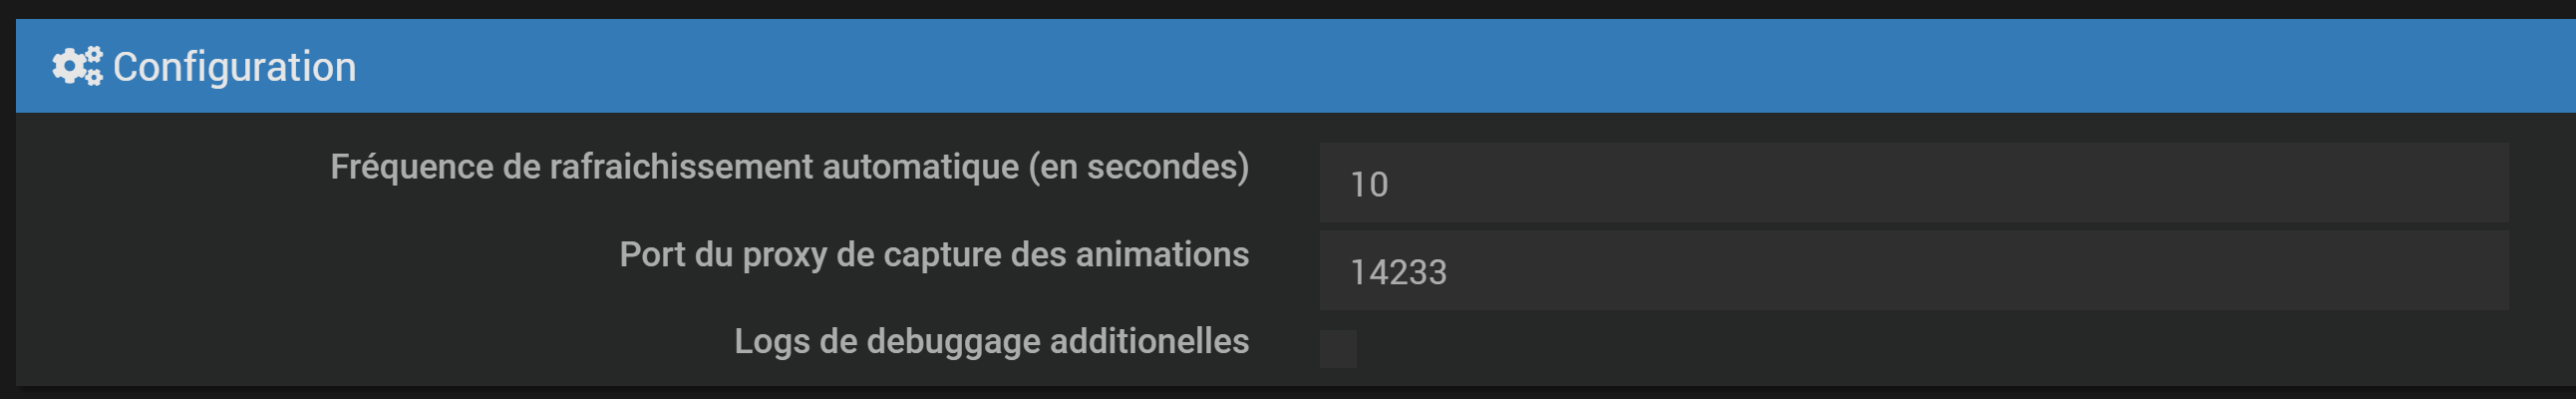 Configuration
Fréquence de rafraichissement automatique (en secondes)
10
Port du proxy de capture des animations
14233
Logs de debuggage additionelles